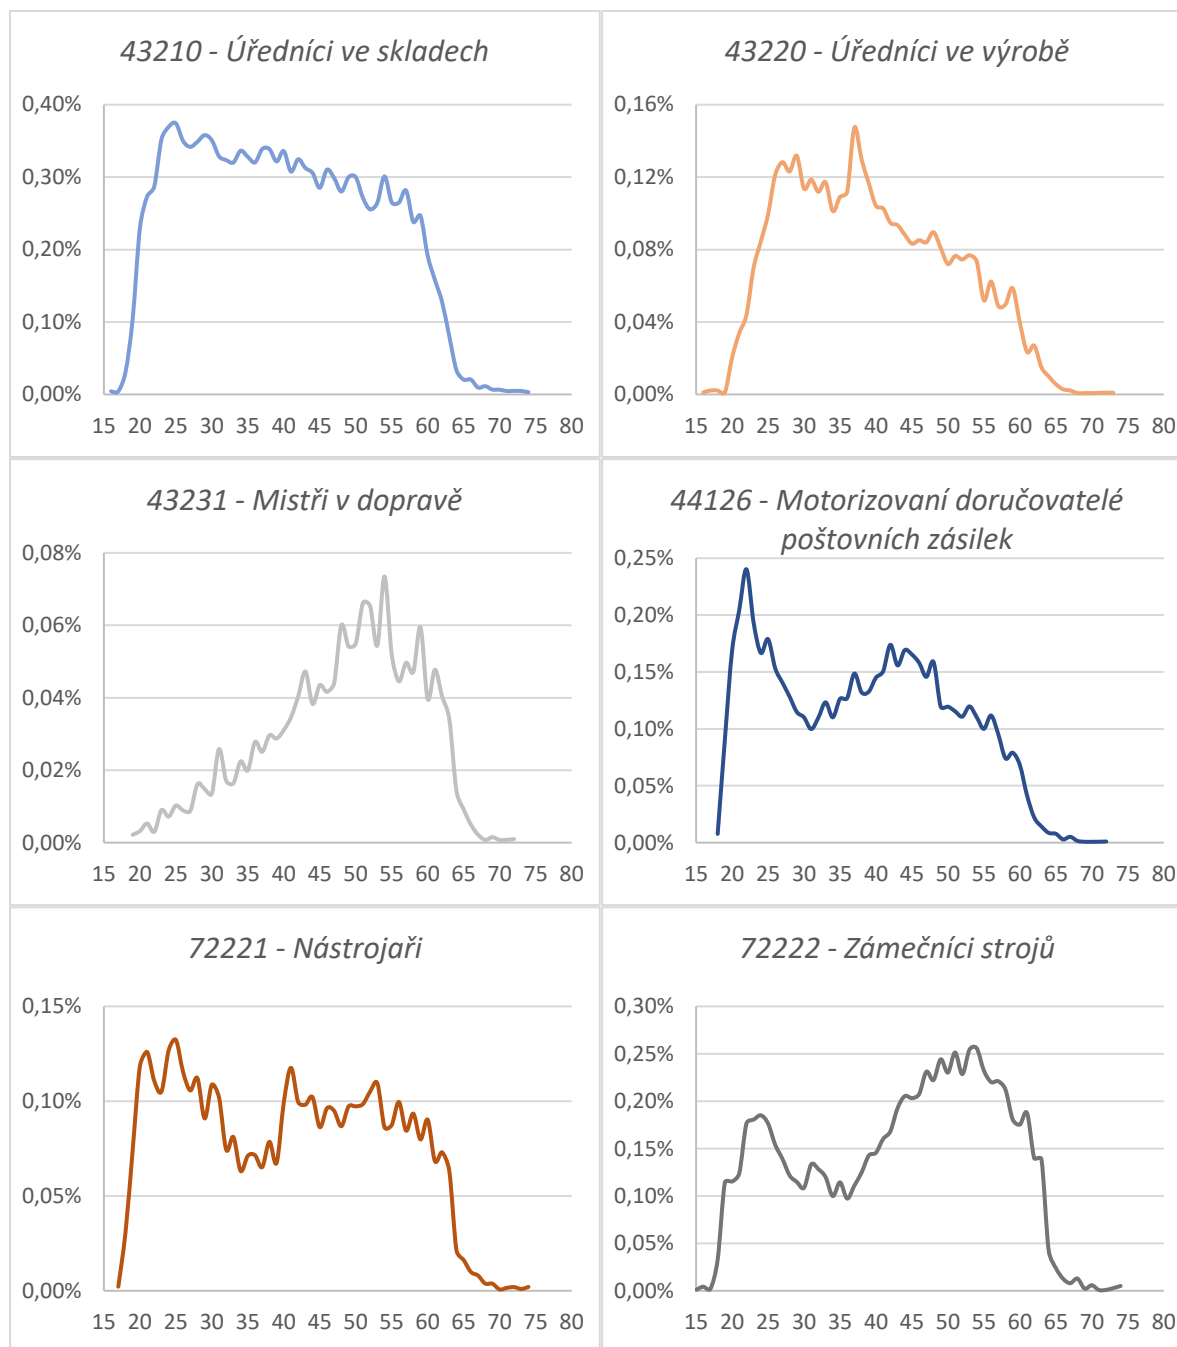 43210 - Úředníci ve skladech
0,40%
0,30%
0,20%
0,10%
0,00%
15 20 25 30 35 40 45 50 55 60 65 70 75 80
43220 - Úředníci ve výrobě
0,16%
0,12%
0,08%
0,04%
0,00%
15 20 25 30 35 40 45 50 55 60 65 70 75 80
43231 - Mistři v dopravě
0,08%
0,06%
0,04%
0,02%
0,00%
15 20 25 30 35 40 45 50 55 60 65 70 75 80
44126 - Motorizovaní doručovatelé
poštovních zásilek
0,25%
0,20%
0,15%
0,10%
0,05%
0,00%
15 20 25 30 35 40 45 50 55 60 65 70 75 80
72221 - Nástrojaři
0,15%
0,10%
0,05%
0,00%
15 20 25 30 35 40 45 50 55 60 65 70 75 80
72222 - Zámečníci strojů
0,30%
0,25%
0,20%
0,15%
0,10%
0,05%
0,00%
15 20 25 30 35 40 45 50 55 60 65 70 75 80